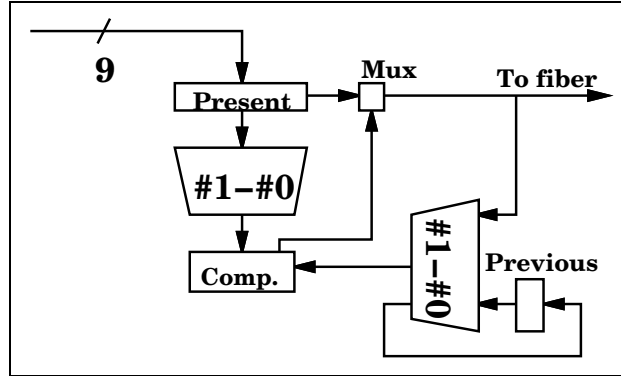 9
Mux
To fiber
Present
#1–#0
#1–#0
Previous
Comp.